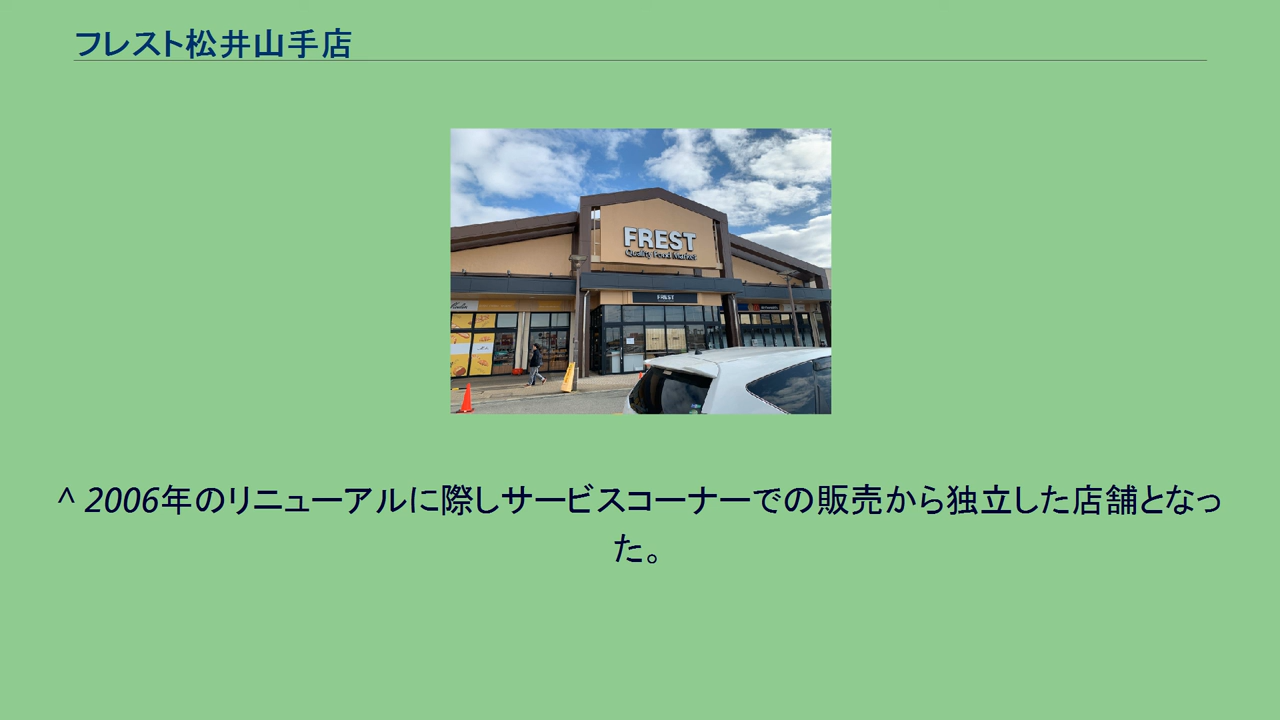 フレスト松井山手店
FREST
Quality Food Market
FREST
^ 2006年のリニューアルに際しサービスコーナーでの販売から独立した店舗となっ
た。